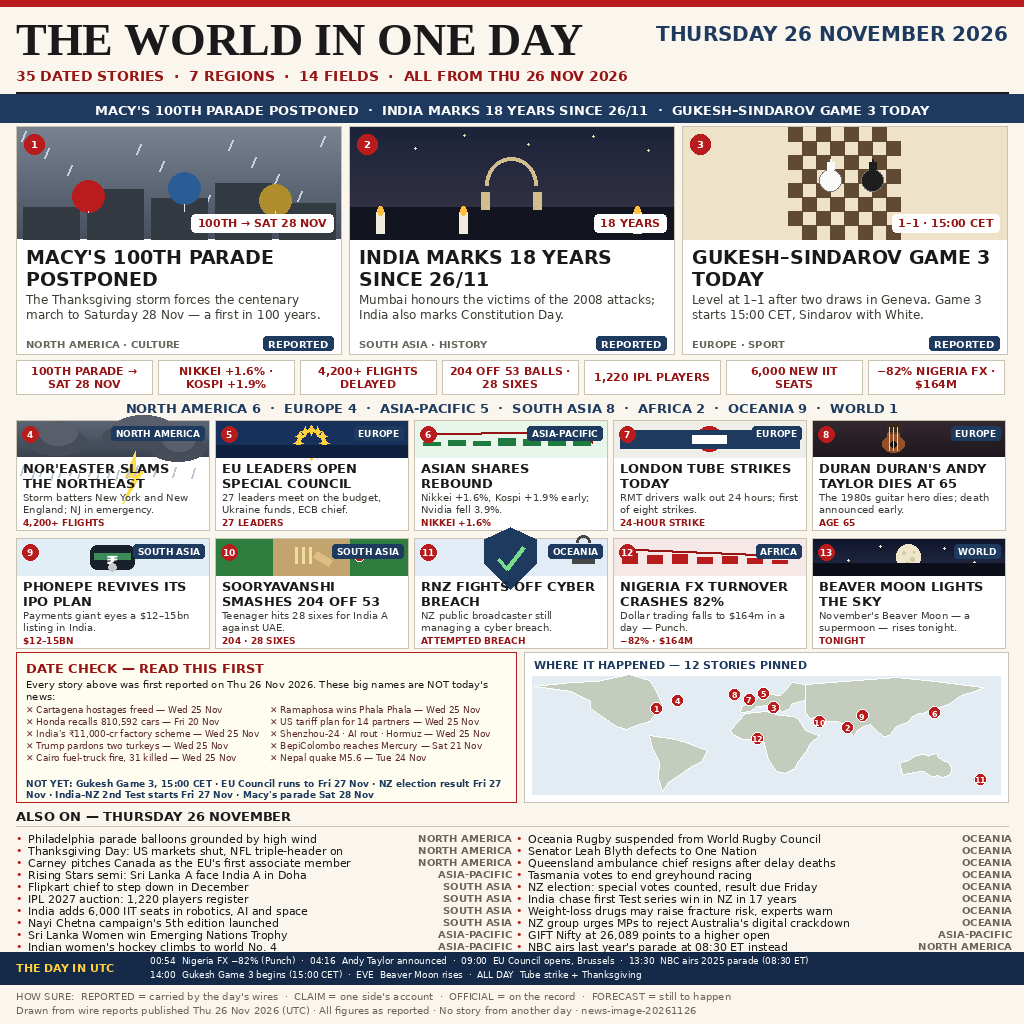 THE WORLD IN ONE DAY
THURSDAY 26 NOVEMBER 2026
35 DATED STORIES · 7 REGIONS · 14 FIELDS · ALL FROM THU 26 NOV 2026
MACY'S 100TH PARADE POSTPONED · INDIA MARKS 18 YEARS SINCE 26/11 · GUKESH–SINDAROV GAME 3 TODAY
1
100TH → SAT 28 NOV
MACY'S 100TH PARADE
POSTPONED
The Thanksgiving storm forces the centenary
march to Saturday 28 Nov — a first in 100 years.
NORTH AMERICA · CULTURE
REPORTED
2
18 YEARS
INDIA MARKS 18 YEARS
SINCE 26/11
Mumbai honours the victims of the 2008 attacks;
India also marks Constitution Day.
SOUTH ASIA · HISTORY
REPORTED
3
1–1 · 15:00 CET
GUKESH–SINDAROV GAME 3
TODAY
Level at 1–1 after two draws in Geneva. Game 3
starts 15:00 CET, Sindarov with White.
EUROPE · SPORT
REPORTED
100TH PARADE →
SAT 28 NOV
NIKKEI +1.6% ·
KOSPI +1.9%
4,200+ FLIGHTS
DELAYED
204 OFF 53 BALLS ·
28 SIXES
1,220 IPL PLAYERS
6,000 NEW IIT
SEATS
−82% NIGERIA FX ·
$164M
NORTH AMERICA 6 · EUROPE 4 · ASIA-PACIFIC 5 · SOUTH ASIA 8 · AFRICA 2 · OCEANIA 9 · WORLD 1
4
NORTH AMERICA
NOR'EASTER SLAMS
THE NORTHEAST
Storm batters New York and New
England; NJ in emergency.
4,200+ FLIGHTS
5
EUROPE
EU LEADERS OPEN
SPECIAL COUNCIL
27 leaders meet on the budget,
Ukraine funds, ECB chief.
27 LEADERS
6
ASIA-PACIFIC
ASIAN SHARES
REBOUND
Nikkei +1.6%, Kospi +1.9% early;
Nvidia fell 3.9%.
NIKKEI +1.6%
7
EUROPE
LONDON TUBE STRIKES
TODAY
RMT drivers walk out 24 hours; first
of eight strikes.
24-HOUR STRIKE
8
EUROPE
DURAN DURAN'S ANDY
TAYLOR DIES AT 65
The 1980s guitar hero dies; death
announced early.
AGE 65
9
₹
SOUTH ASIA
PHONEPE REVIVES ITS
IPO PLAN
Payments giant eyes a $12–15bn
listing in India.
$12-15BN
10
SOUTH ASIA
SOORYAVANSHI
SMASHES 204 OFF 53
Teenager hits 28 sixes for India A
against UAE.
204 · 28 SIXES
11
OCEANIA
RNZ FIGHTS OFF CYBER
BREACH
NZ public broadcaster still
managing a cyber breach.
ATTEMPTED BREACH
12
AFRICA
NIGERIA FX TURNOVER
CRASHES 82%
Dollar trading falls to $164m in a
day — Punch.
−82% · $164M
13
WORLD
BEAVER MOON LIGHTS
THE SKY
November's Beaver Moon — a
supermoon — rises tonight.
TONIGHT
DATE CHECK — READ THIS FIRST
Every story above was first reported on Thu 26 Nov 2026. These big names are NOT today's
news:
✕ Cartagena hostages freed — Wed 25 Nov
✕ Honda recalls 810,592 cars — Fri 20 Nov
✕ India's ₹11,000-cr factory scheme — Wed 25 Nov
✕ Trump pardons two turkeys — Wed 25 Nov
✕ Cairo fuel-truck fire, 31 killed — Wed 25 Nov
✕ Ramaphosa wins Phala Phala — Wed 25 Nov
✕ US tariff plan for 14 partners — Wed 25 Nov
✕ Shenzhou-24 · AI rout · Hormuz — Wed 25 Nov
✕ BepiColombo reaches Mercury — Sat 21 Nov
✕ Nepal quake M5.6 — Tue 24 Nov
NOT YET: Gukesh Game 3, 15:00 CET · EU Council runs to Fri 27 Nov · NZ election result Fri 27
Nov · India–NZ 2nd Test starts Fri 27 Nov · Macy's parade Sat 28 Nov
WHERE IT HAPPENED — 12 STORIES PINNED
1
4
8
7
5
3
10
2
9
6
12
11
ALSO ON — THURSDAY 26 NOVEMBER
• Philadelphia parade balloons grounded by high wind NORTH AMERICA
• Thanksgiving Day: US markets shut, NFL triple-header on NORTH AMERICA
• Carney pitches Canada as the EU's first associate member NORTH AMERICA
• Rising Stars semi: Sri Lanka A face India A in Doha ASIA-PACIFIC
• Flipkart chief to step down in December SOUTH ASIA
• IPL 2027 auction: 1,220 players register SOUTH ASIA
• India adds 6,000 IIT seats in robotics, AI and space SOUTH ASIA
• Nayi Chetna campaign's 5th edition launched SOUTH ASIA
• Sri Lanka Women win Emerging Nations Trophy ASIA-PACIFIC
• Indian women's hockey climbs to world No. 4 ASIA-PACIFIC
• Oceania Rugby suspended from World Rugby Council OCEANIA
• Senator Leah Blyth defects to One Nation OCEANIA
• Queensland ambulance chief resigns after delay deaths OCEANIA
• Tasmania votes to end greyhound racing OCEANIA
• NZ election: special votes counted, result due Friday OCEANIA
• India chase first Test series win in NZ in 17 years OCEANIA
• Weight-loss drugs may raise fracture risk, experts warn OCEANIA
• NZ group urges MPs to reject Australia's digital crackdown OCEANIA
• GIFT Nifty at 26,089 points to a higher open ASIA-PACIFIC
• NBC airs last year's parade at 08:30 ET instead NORTH AMERICA
THE DAY IN UTC
00:54 Nigeria FX −82% (Punch) · 04:16 Andy Taylor announced · 09:00 EU Council opens, Brussels · 13:30 NBC airs 2025 parade (08:30 ET)
14:00 Gukesh Game 3 begins (15:00 CET) · EVE Beaver Moon rises · ALL DAY Tube strike + Thanksgiving
HOW SURE: REPORTED = carried by the day's wires · CLAIM = one side's account · OFFICIAL = on the record · FORECAST = still to happen
Drawn from wire reports published Thu 26 Nov 2026 (UTC) · All figures as reported · No story from another day · news-image-20261126